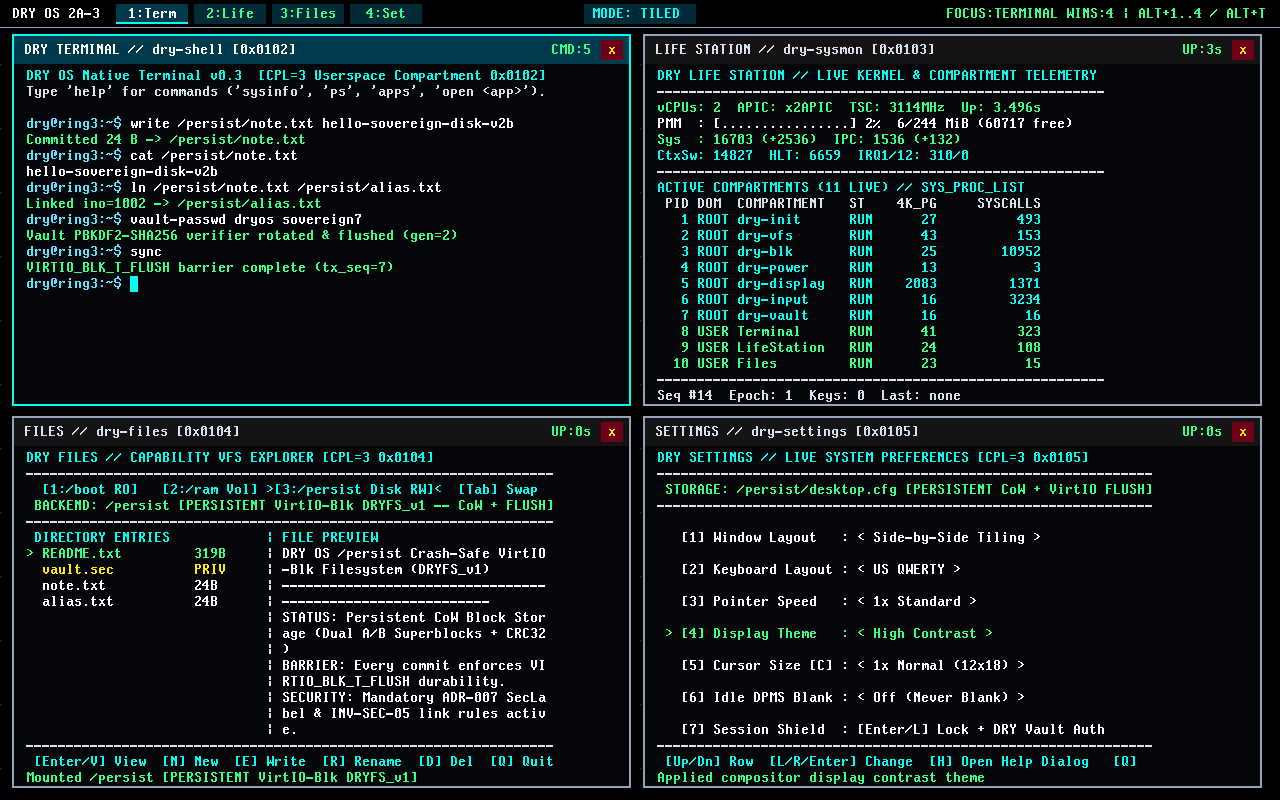 DRY OS 2A-3 1:Term 2:Life 3:Files 4:Set MODE: TILED FOCUS:TERMINAL WINS:4 ¦ ALT+1..4 / ALT+T
DRY TERMINAL // dry-shell [0x0102] CMD:5 x
DRY OS Native Terminal v0.3 [CPL=3 Userspace Compartment 0x0102]
Type 'help' for commands ('sysinfo', 'ps', 'apps', 'open <app>').
dry@ring3:~$ write /persist/note.txt hello-sovereign-disk-v2b
Committed 24 B -> /persist/note.txt
dry@ring3:~$ cat /persist/note.txt
hello-sovereign-disk-v2b
dry@ring3:~$ ln /persist/note.txt /persist/alias.txt
Linked ino=1002 -> /persist/alias.txt
dry@ring3:~$ vault-passwd dryos sovereign7
Vault PBKDF2-SHA256 verifier rotated & flushed (gen=2)
dry@ring3:~$ sync
VIRTIO_BLK_T_FLUSH barrier complete (tx_seq=7)
dry@ring3:~$
LIFE STATION // dry-sysmon [0x0103] UP:3s x
DRY LIFE STATION // LIVE KERNEL & COMPARTMENT TELEMETRY
--------------------------------------------------------
vCPUs: 2 APIC: x2APIC TSC: 3114MHz Up: 3.496s
PMM : [................] 2% 6/244 MiB (60717 free)
Sys : 16703 (+2536) IPC: 1536 (+132)
CtxSw: 14827 HLT: 6659 IRQ1/12: 310/0
--------------------------------------------------------
ACTIVE COMPARTMENTS (11 LIVE) // SYS_PROC_LIST
PID DOM COMPARTMENT ST 4K_PG SYSCALLS
1 ROOT dry-init RUN 27 493
2 ROOT dry-vfs RUN 43 153
3 ROOT dry-blk RUN 25 10952
4 ROOT dry-power RUN 13 3
5 ROOT dry-display RUN 2083 1371
6 ROOT dry-input RUN 16 3234
7 ROOT dry-vault RUN 16 16
8 USER Terminal RUN 41 323
9 USER LifeStation RUN 24 108
10 USER Files RUN 23 15
--------------------------------------------------------
Seq #14 Epoch: 1 Keys: 0 Last: none
FILES // dry-files [0x0104] UP:0s x
DRY FILES // CAPABILITY VFS EXPLORER [CPL=3 0x0104]
------------------------------------------------------------------
[1:/boot RO] [2:/ram Vol] >[3:/persist Disk RW]< [Tab] Swap
BACKEND: /persist [PERSISTENT VirtIO-Blk DRYFS_v1 -- CoW + FLUSH]
------------------------------------------------------------------
DIRECTORY ENTRIES ¦ FILE PREVIEW
> README.txt 319B ¦ DRY OS /persist Crash-Safe VirtIO
vault.sec PRIV ¦ -Blk Filesystem (DRYFS_v1)
note.txt 24B ¦ ---------------------------------
alias.txt 24B ¦ --------------------------
¦ STATUS: Persistent CoW Block Stor
¦ age (Dual A/B Superblocks + CRC32
¦ )
¦ BARRIER: Every commit enforces VI
¦ RTIO_BLK_T_FLUSH durability.
¦ SECURITY: Mandatory ADR-007 SecLa
¦ bel & INV-SEC-05 link rules activ
¦ e.
------------------------------------------------------------------
[Enter/V] View [N] New [E] Write [R] Rename [D] Del [Q] Quit
Mounted /persist [PERSISTENT VirtIO-Blk DRYFS_v1]
SETTINGS // dry-settings [0x0105] UP:0s x
DRY SETTINGS // LIVE SYSTEM PREFERENCES [CPL=3 0x0105]
--------------------------------------------------------------
STORAGE: /persist/desktop.cfg [PERSISTENT CoW + VirtIO FLUSH]
--------------------------------------------------------------
[1] Window Layout : < Side-by-Side Tiling >
[2] Keyboard Layout : < US QWERTY >
[3] Pointer Speed : < 1x Standard >
> [4] Display Theme : < High Contrast >
[5] Cursor Size [C] : < 1x Normal (12x18) >
[6] Idle DPMS Blank : < Off (Never Blank) >
[7] Session Shield : [Enter/L] Lock + DRY Vault Auth
--------------------------------------------------------------
[Up/Dn] Row [L/R/Enter] Change [H] Open Help Dialog [Q]
Applied compositor display contrast theme